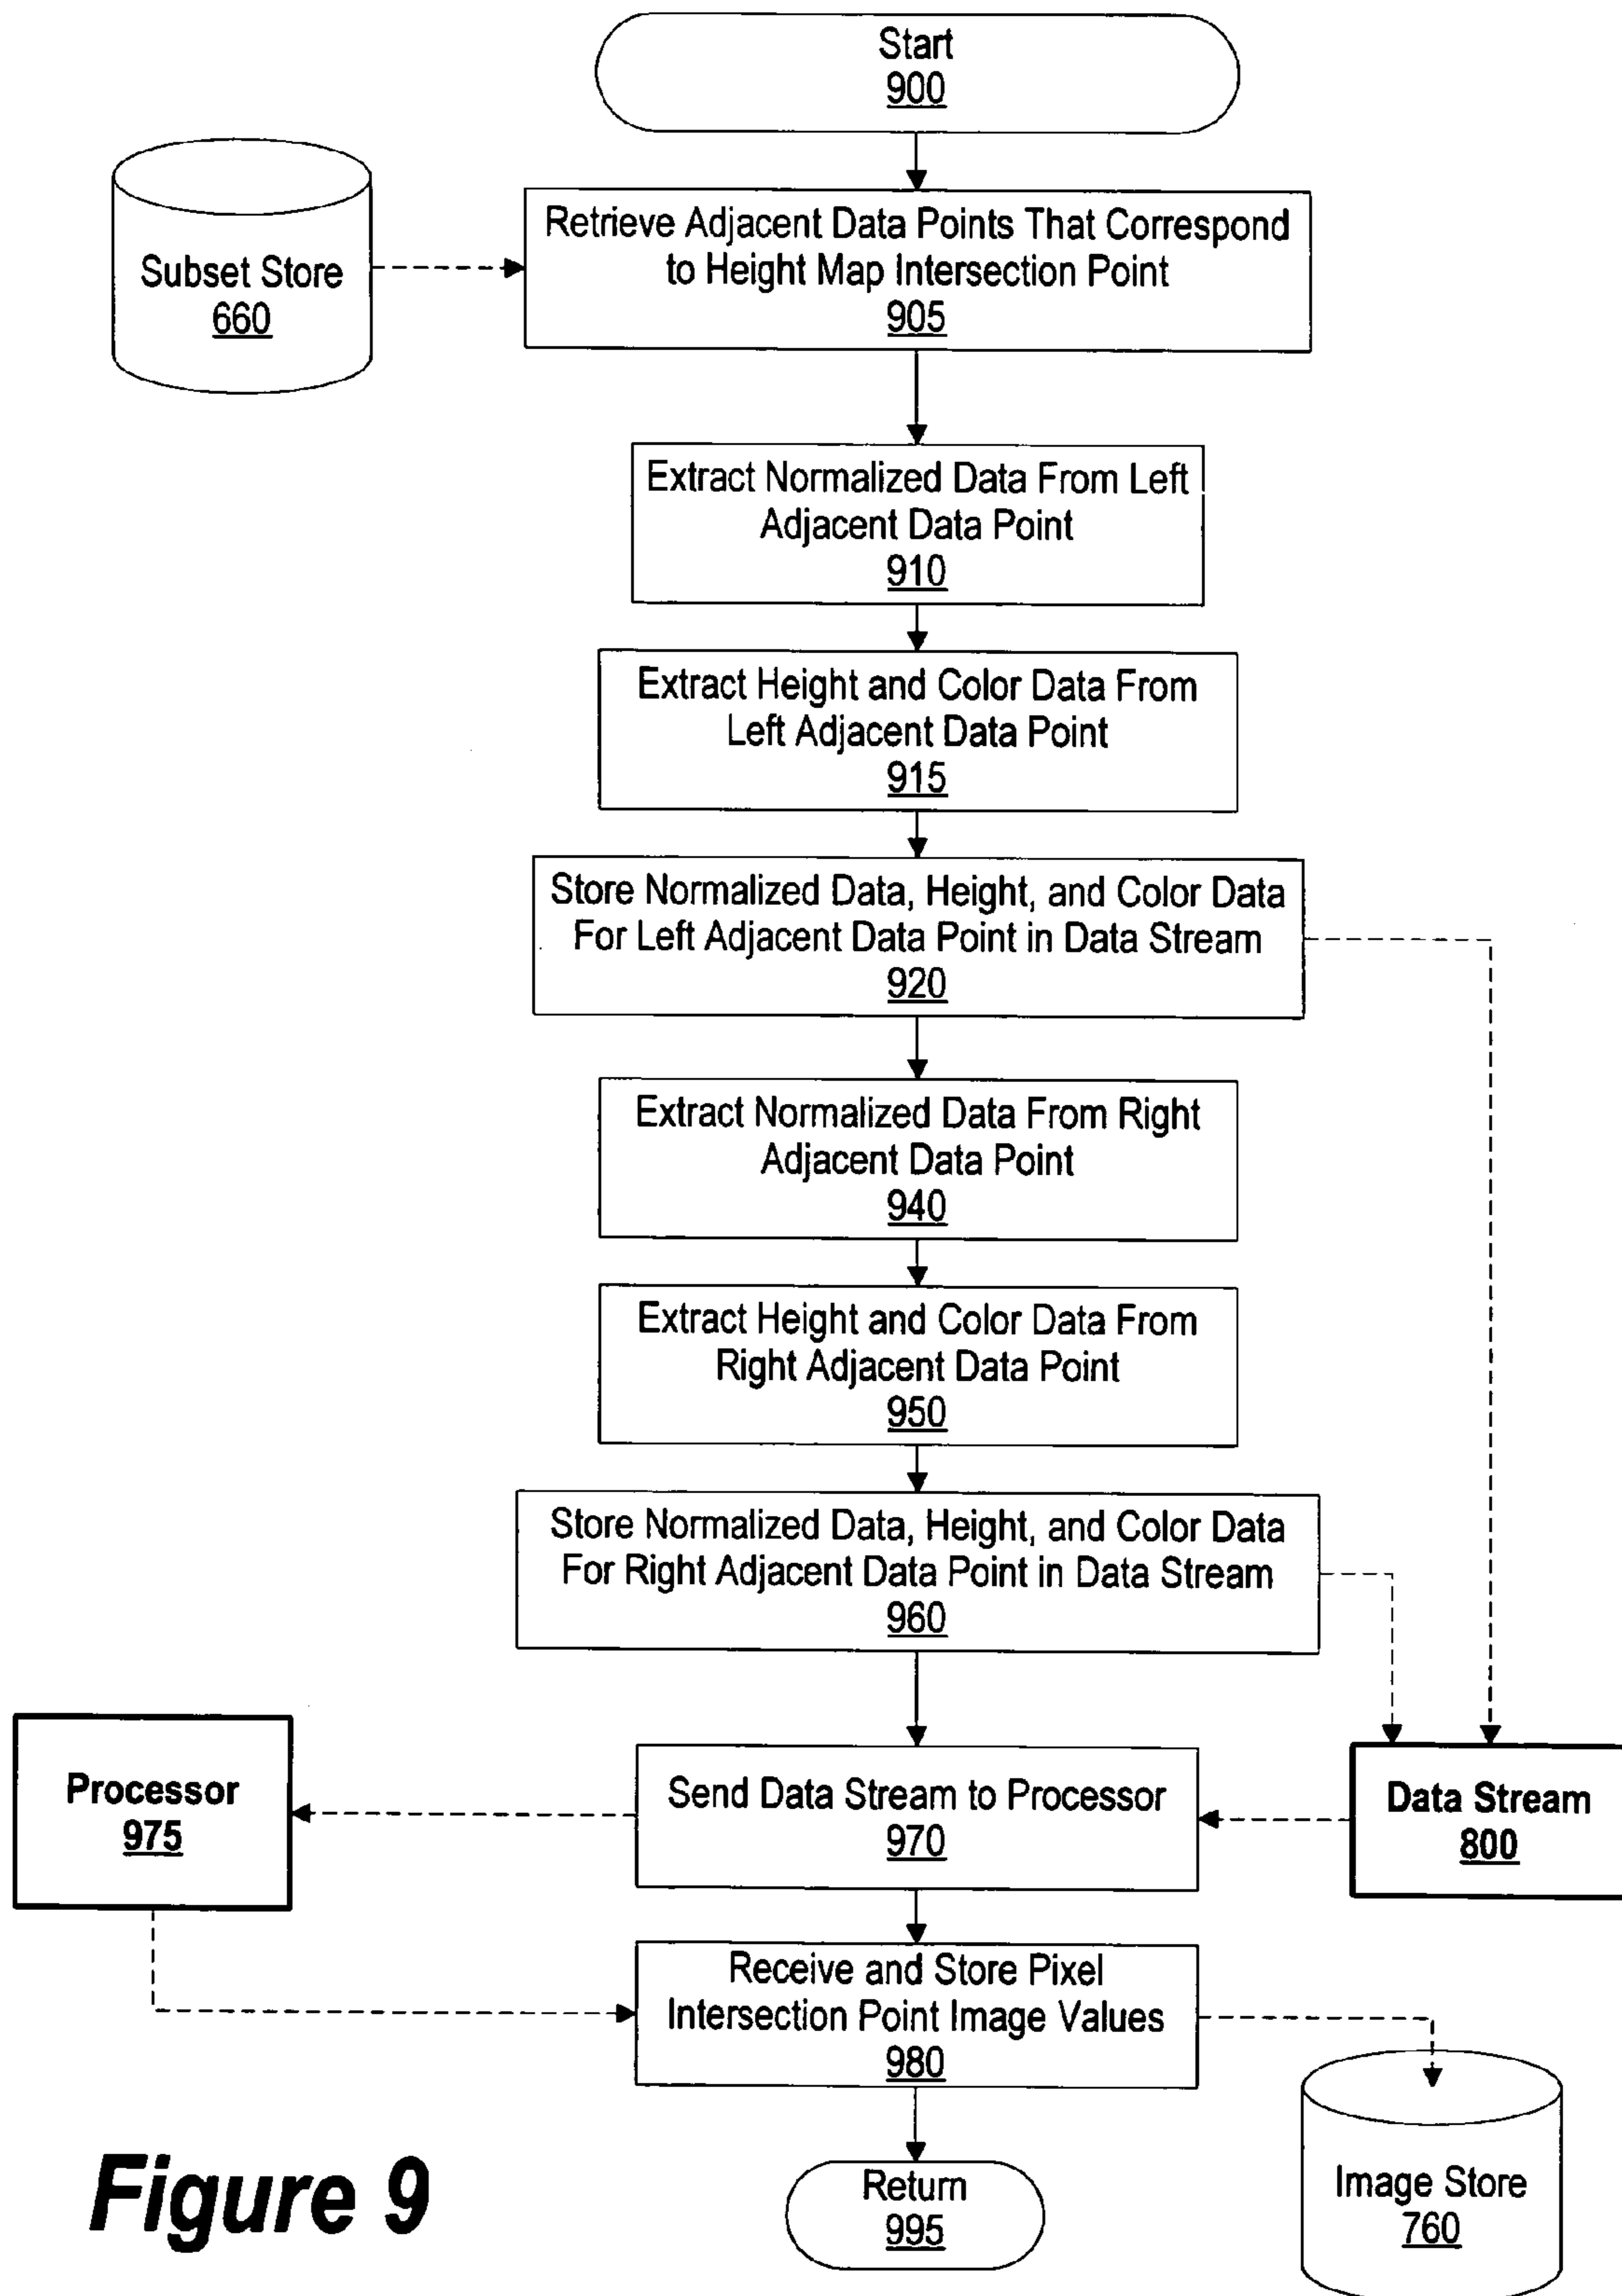 Start
900
Subset Store
660
Retrieve Adjacent Data Points That Correspond
to Height Map Intersection Point
905
Extract Normalized Data From Left
Adjacent Data Point
910
Extract Height and Color Data From
Left Adjacent Data Point
915
Store Normalized Data, Height, and Color Data
For Left Adjacent Data Point in Data Stream
920
Extract Normalized Data From Right
Adjacent Data Point
940
Extract Height and Color Data From
Right Adjacent Data Point
950
Store Normalized Data, Height, and Color Data
For Right Adjacent Data Point in Data Stream
960
Processor
975
Send Data Stream to Processor
970
Data Stream
800
Receive and Store Pixel
Intersection Point Image Values
980
Return
995
Image Store
760
Figure 9